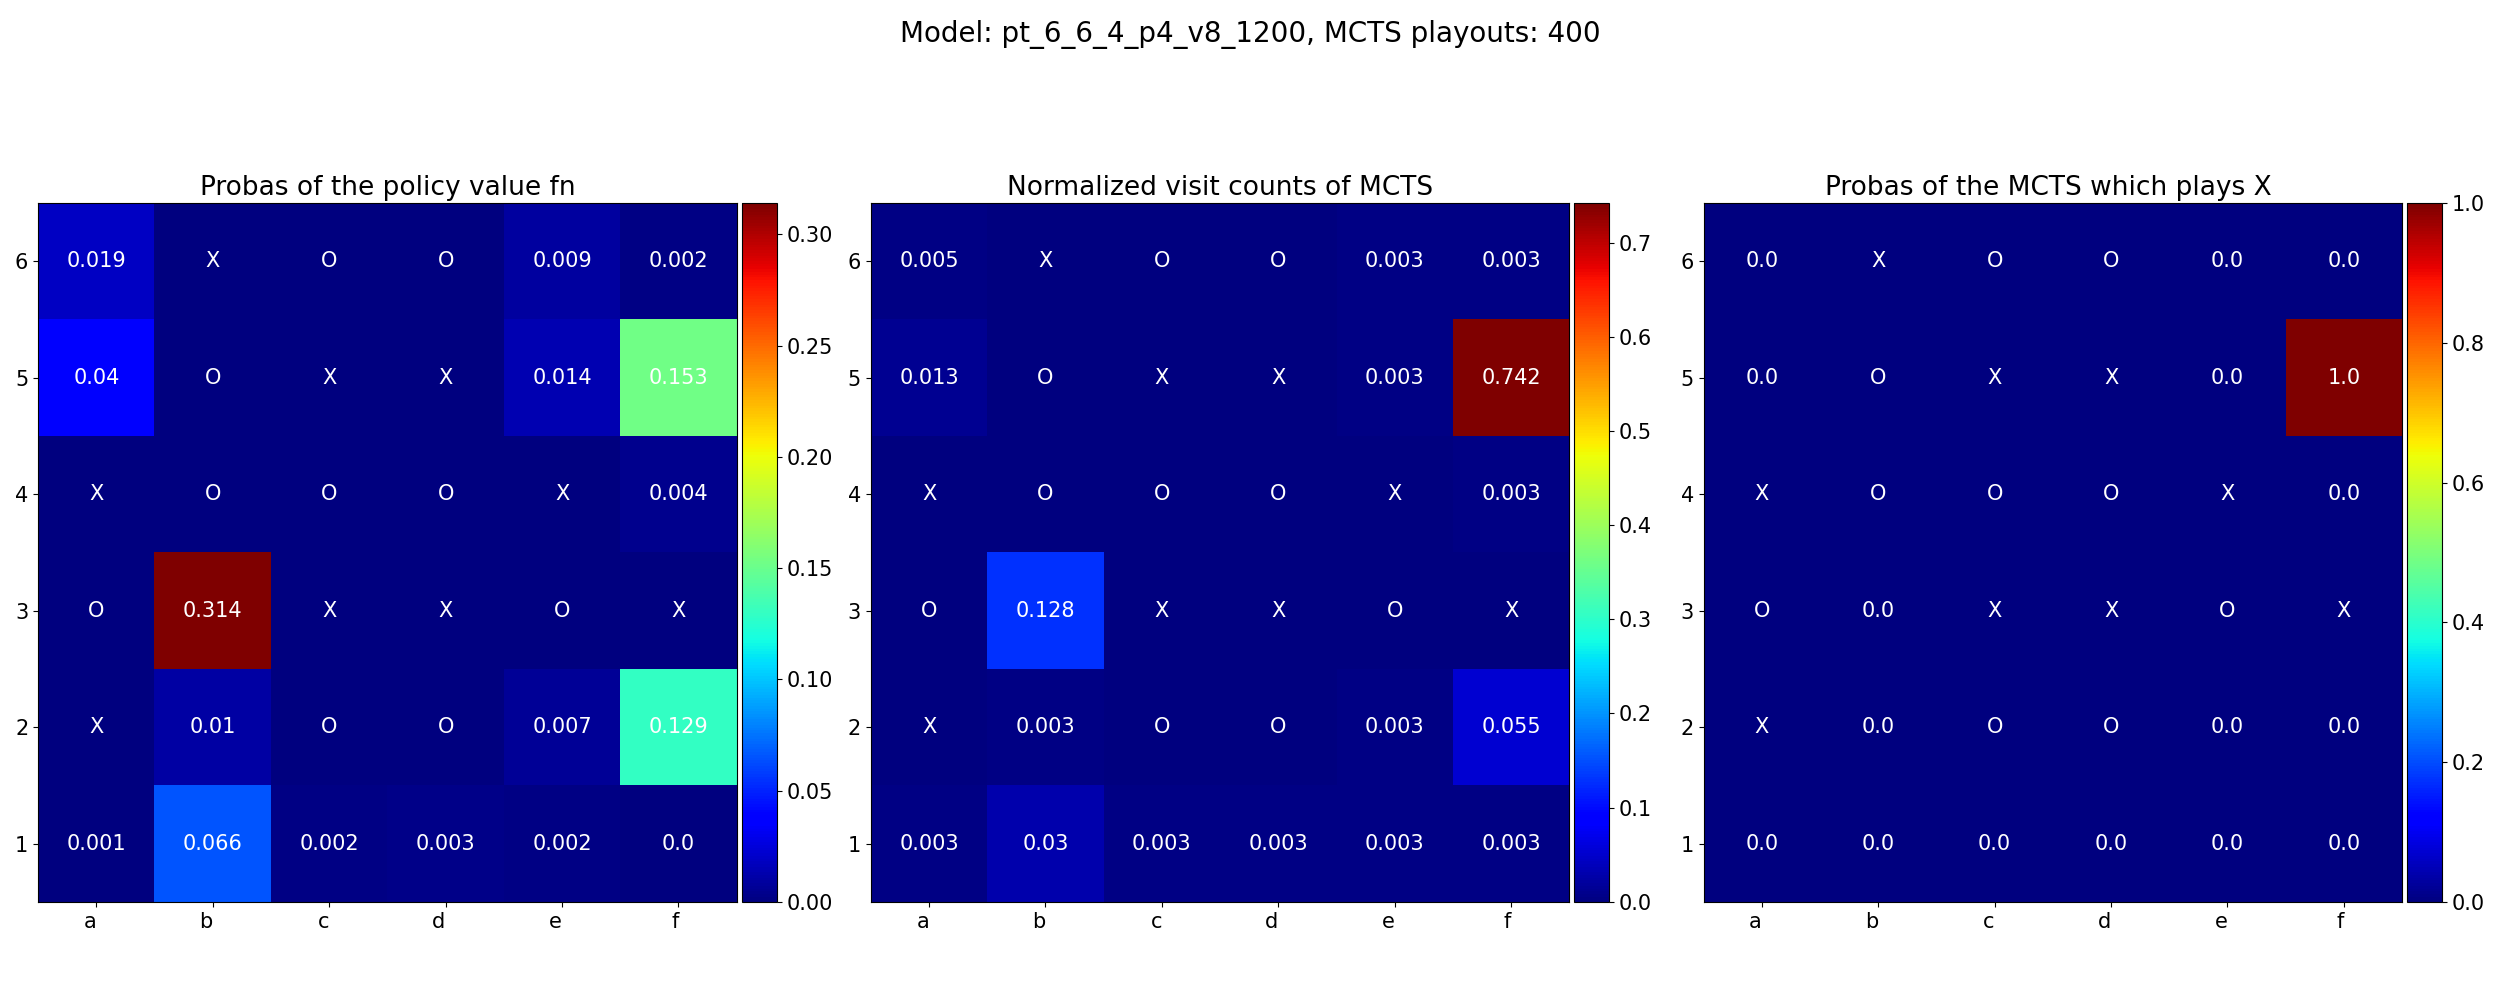 Model: pt_6_6_4_p4_v8_1200, MCTS playouts: 400
Probas of the policy value fn
6 0.019 X O O 0.009 0.002
5 0.04 O X X 0.014 0.153
4 X O O O X 0.004
3 O 0.314 X X O X
2 X 0.01 O O 0.007 0.129
1 0.001 0.066 0.002 0.003 0.002 0.0
a b c d e f
0.30
0.25
0.20
0.15
0.10
0.05
0.00
Normalized visit counts of MCTS
6 0.005 X O O 0.003 0.003
5 0.013 O X X 0.003 0.742
4 X O O O X 0.003
3 O 0.128 X X O X
2 X 0.003 O O 0.003 0.055
1 0.003 0.03 0.003 0.003 0.003 0.003
a b c d e f
0.7
0.6
0.5
0.4
0.3
0.2
0.1
0.0
Probas of the MCTS which plays X
6 0.0 X O O 0.0 0.0
5 0.0 O X X 0.0 1.0
4 X O O O X 0.0
3 O 0.0 X X O X
2 X 0.0 O O 0.0 0.0
1 0.0 0.0 0.0 0.0 0.0 0.0
a b c d e f
1.0
0.8
0.6
0.4
0.2
0.0